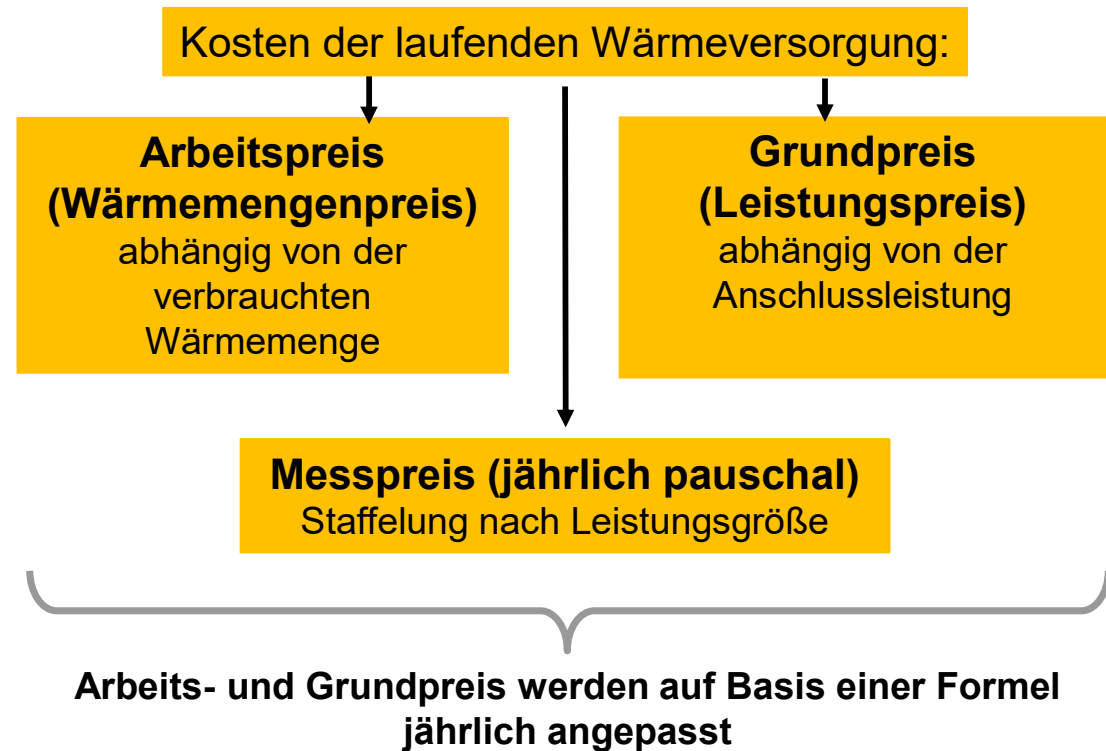 Kosten der laufenden Wärmeversorgung:
Arbeitspreis
(Wärmemengenpreis)
abhängig von der
verbrauchten
Wärmemenge
Grundpreis
(Leistungspreis)
abhängig von der
Anschlussleistung
Messpreis (jährlich pauschal)
Staffelung nach Leistungsgröße
Arbeits- und Grundpreis werden auf Basis einer Formel
jährlich angepasst